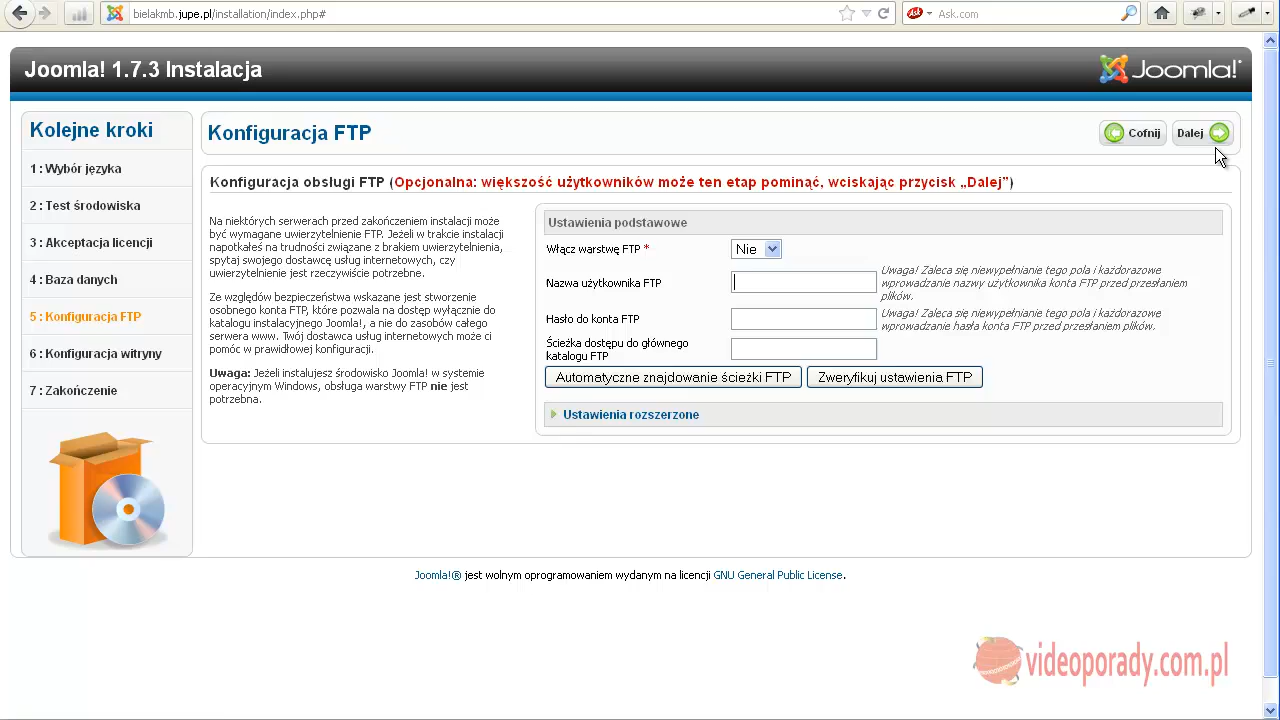 bielakmb.jupe.pl/installation/index.php#
Ask.com
Joomla! 1.7.3 Instalacja
Joomla!®
Kolejne kroki
1 : Wybór języka
2 : Test środowiska
3 : Akceptacja licencji
4 : Baza danych
5 : Konfiguracja FTP
6 : Konfiguracja witryny
7 : Zakończenie
Konfiguracja FTP
Cofnij
Dalej
Konfiguracja obsługi FTP (Opcjonalna: większość użytkowników może ten etap pominąć, wciskając przycisk „Dalej”)
Na niektórych serwerach przed zakończeniem instalacji może
być wymagane uwierzytelnienie FTP. Jeżeli w trakcie instalacji
napotkałeś na trudności związane z brakiem uwierzytelnienia,
spytaj swojego dostawcę usług internetowych, czy
uwierzytelnienie jest rzeczywiście potrzebne.
Ze względów bezpieczeństwa wskazane jest stworzenie
osobnego konta FTP, które pozwala na dostęp wyłącznie do
katalogu instalacyjnego Joomla!, a nie do zasobów całego
serwera www. Twój dostawca usług internetowych może ci
pomóc w prawidłowej konfiguracji.
Uwaga: Jeżeli instalujesz środowisko Joomla! w systemie
operacyjnym Windows, obsługa warstwy FTP nie jest
potrzebna.
Ustawienia podstawowe
Włącz warstwę FTP *
Nie
Nazwa użytkownika FTP
Uwaga! Zaleca się niewypełnianie tego pola i każdorazowe
wprowadzanie nazwy użytkownika konta FTP przed przesłaniem
plików.
Hasło do konta FTP
Uwaga! Zaleca się niewypełnianie tego pola i każdorazowe
wprowadzanie hasła konta FTP przed przesłaniem plików.
Ścieżka dostępu do głównego
katalogu FTP
Automatyczne znajdowanie ścieżki FTP
Zweryfikuj ustawienia FTP
Ustawienia rozszerzone
Joomla!® jest wolnym oprogramowaniem wydanym na licencji GNU General Public License.
videoporady.com.pl